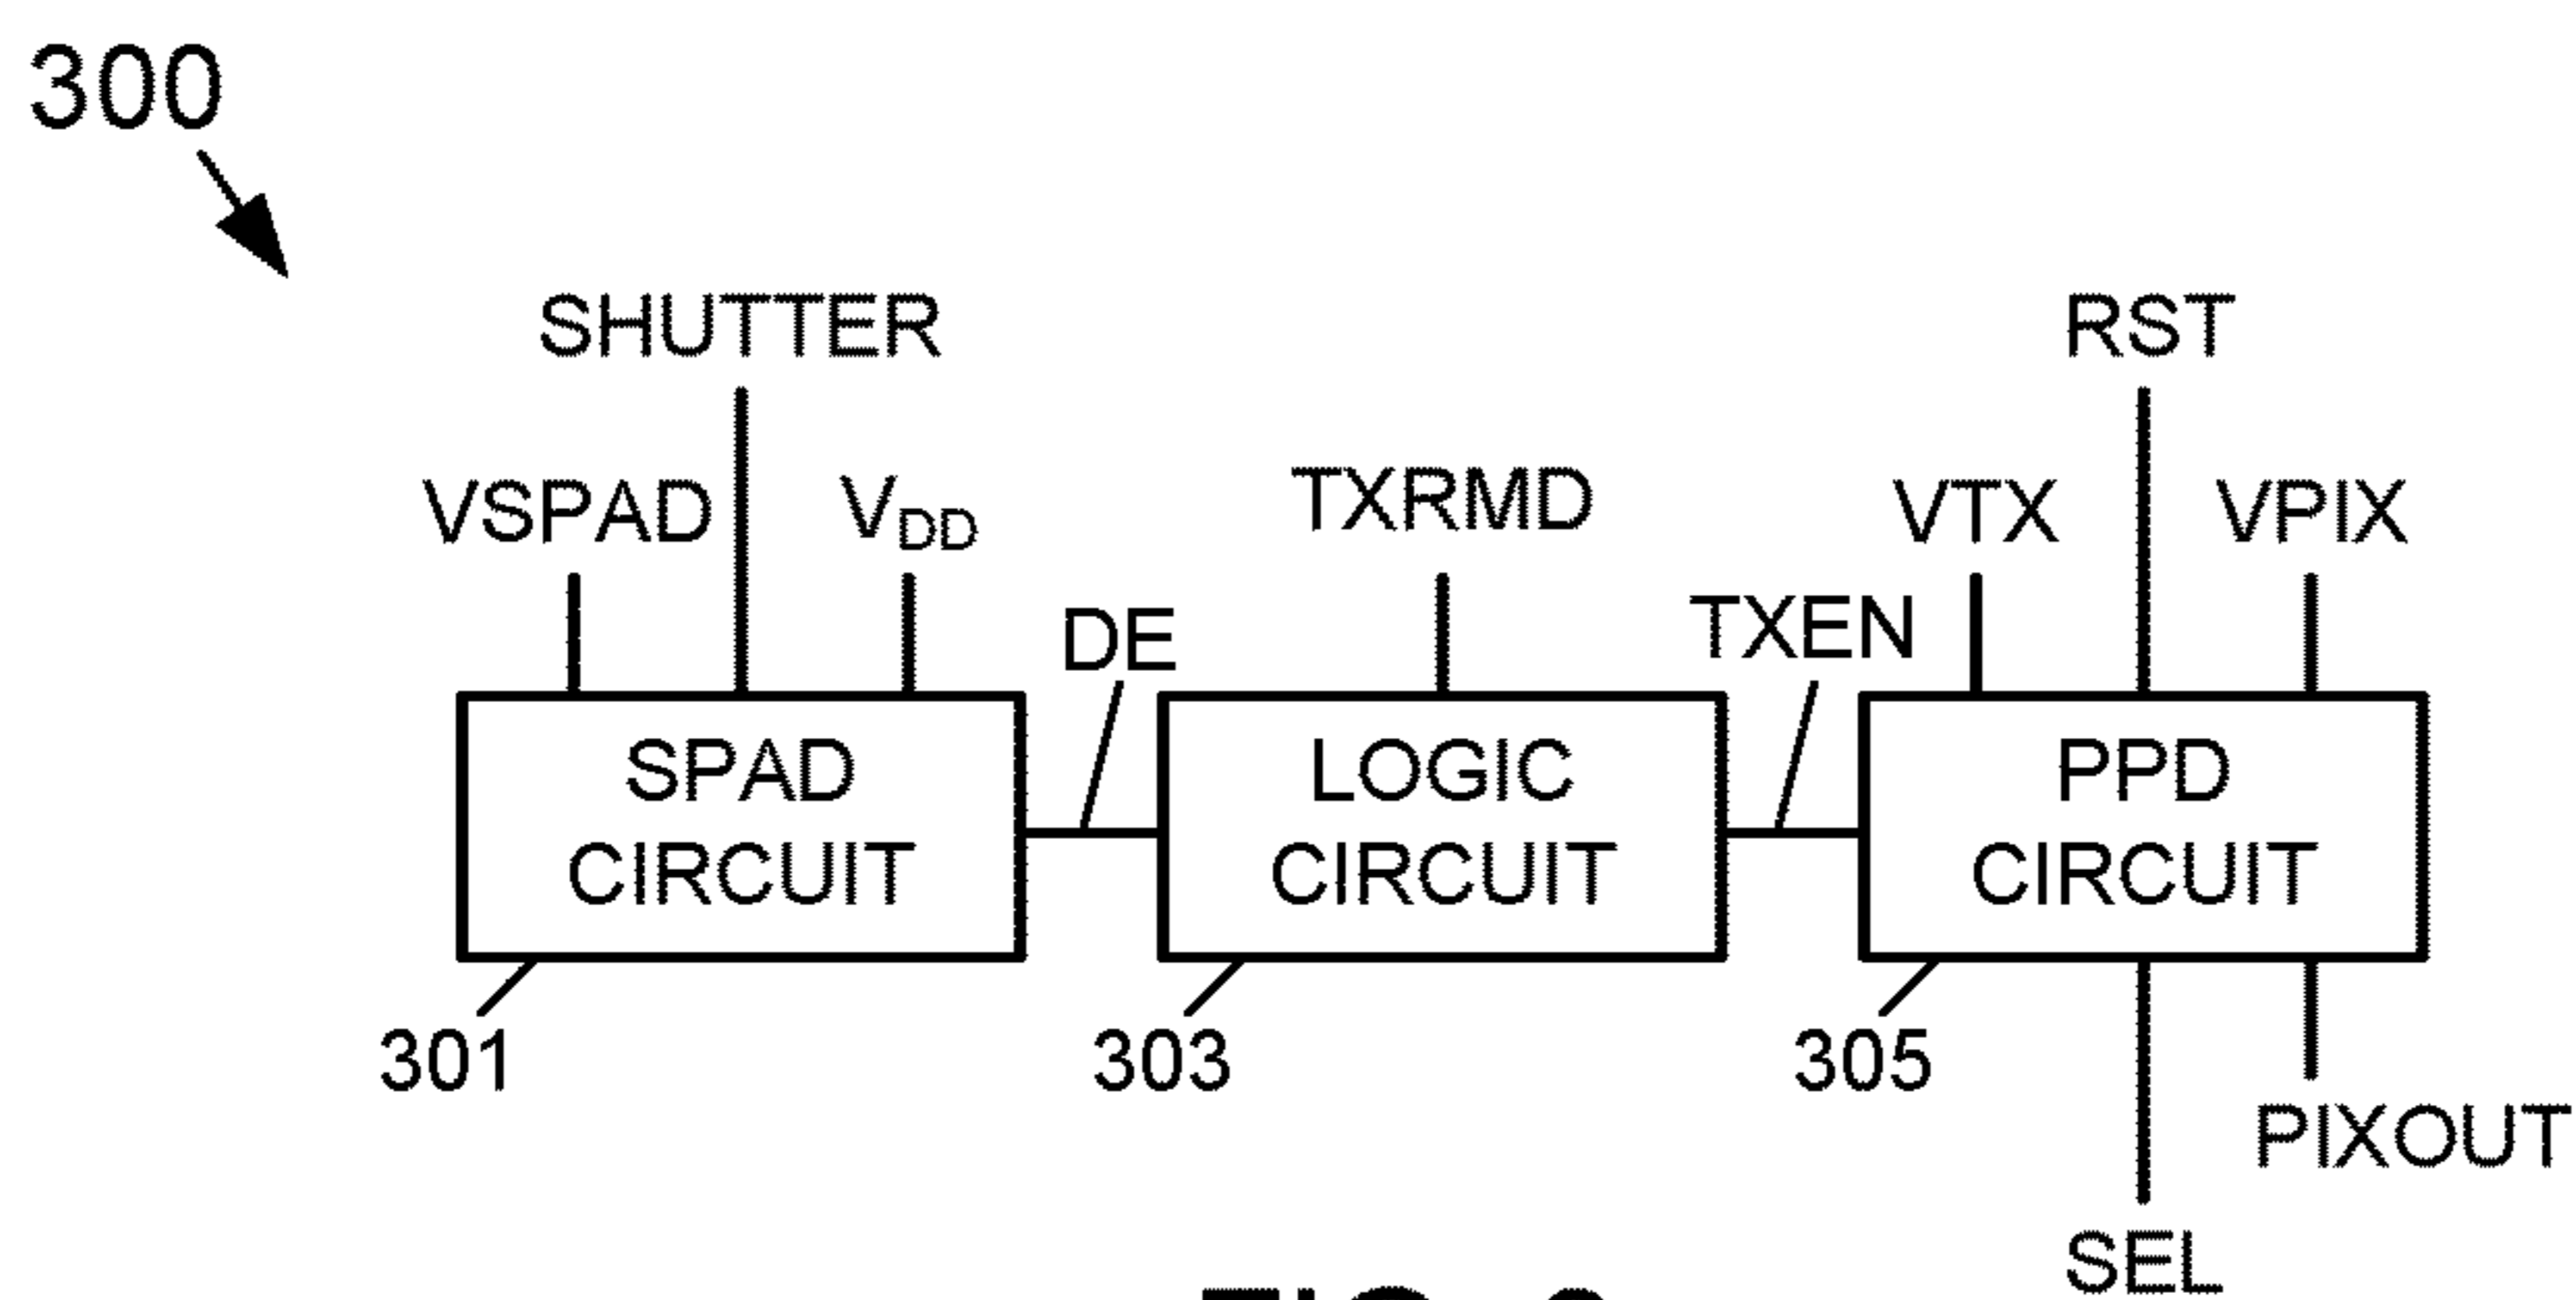 300
SHUTTER
RST
VSPAD
VDD
TXRMD
VTX
VPIX
DE
TXEN
SPAD
CIRCUIT
LOGIC
CIRCUIT
PPD
CIRCUIT
301
303
305
PIXOUT
SEL